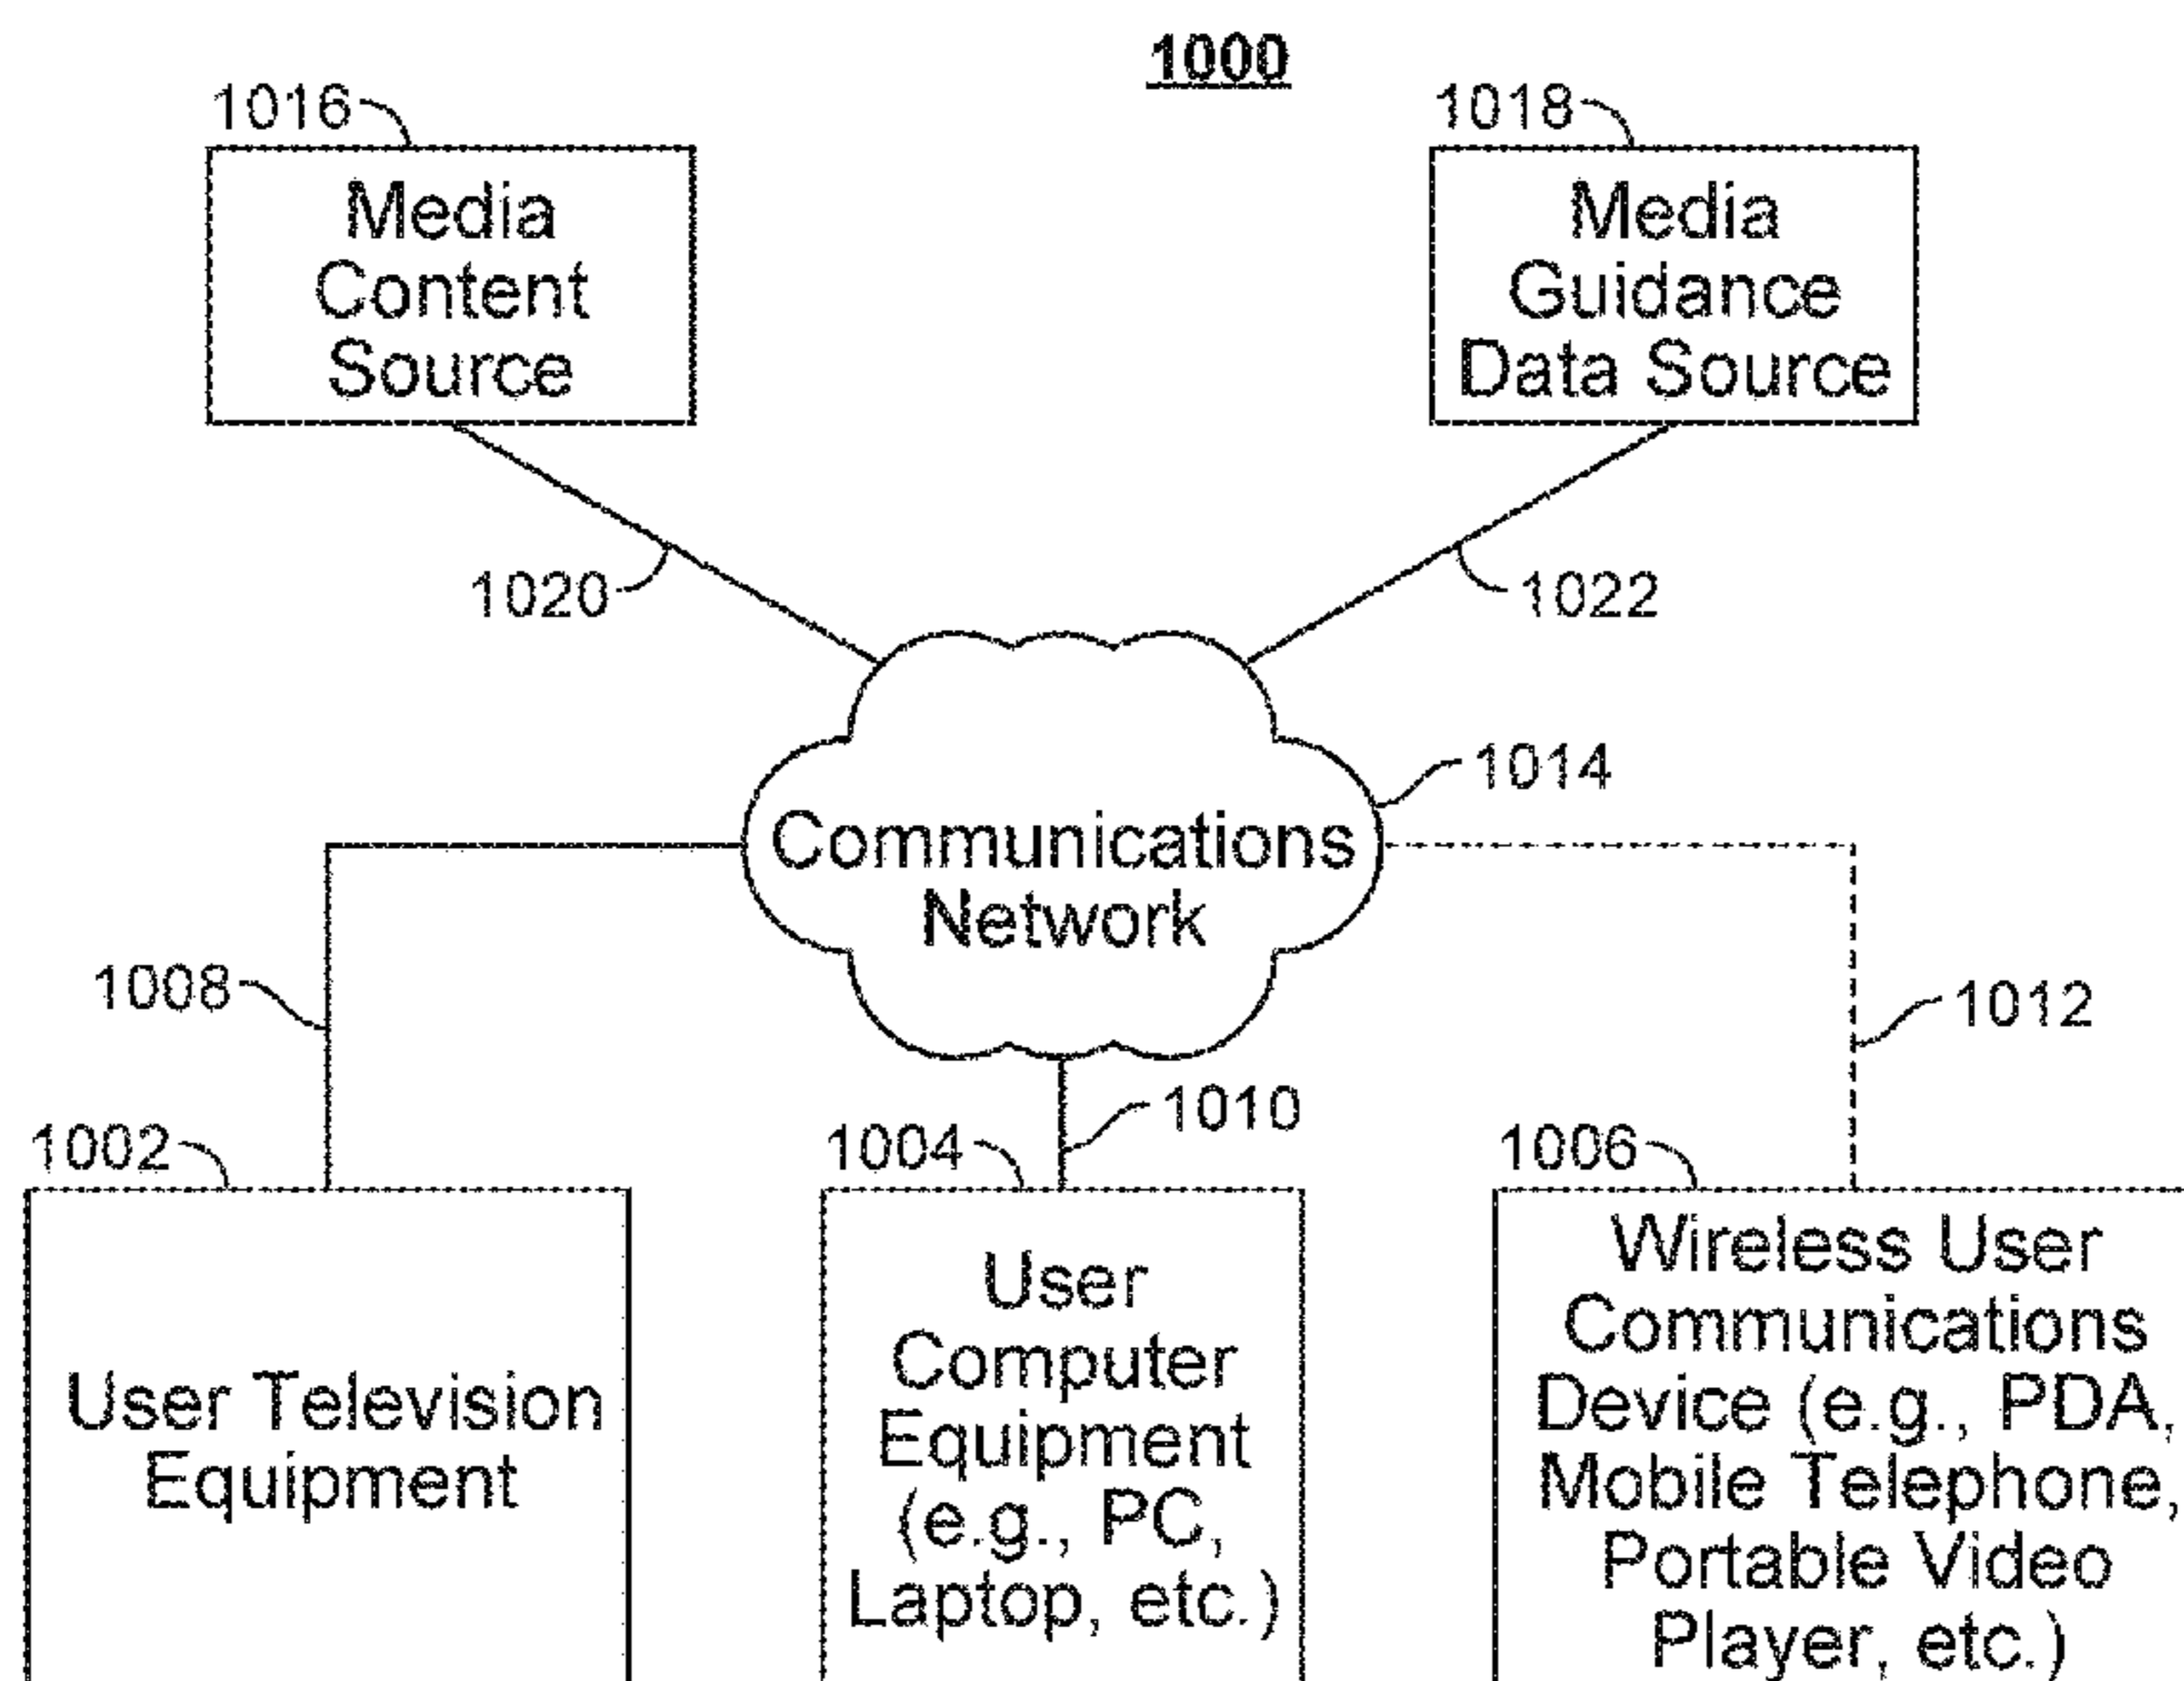 1000
1016
1018
Media
Content
Source
Media
Guidance
Data Source
1020
1022
1014
Communications
Network
1008
1012
1010
1002
1004
1006
User Television
Equipment
User
Computer
Equipment
(e.g., PC,
Laptop, etc.)
Wireless User
Communications
Device (e.g., PDA,
Mobile Telephone,
Portable Video
Player, etc.)